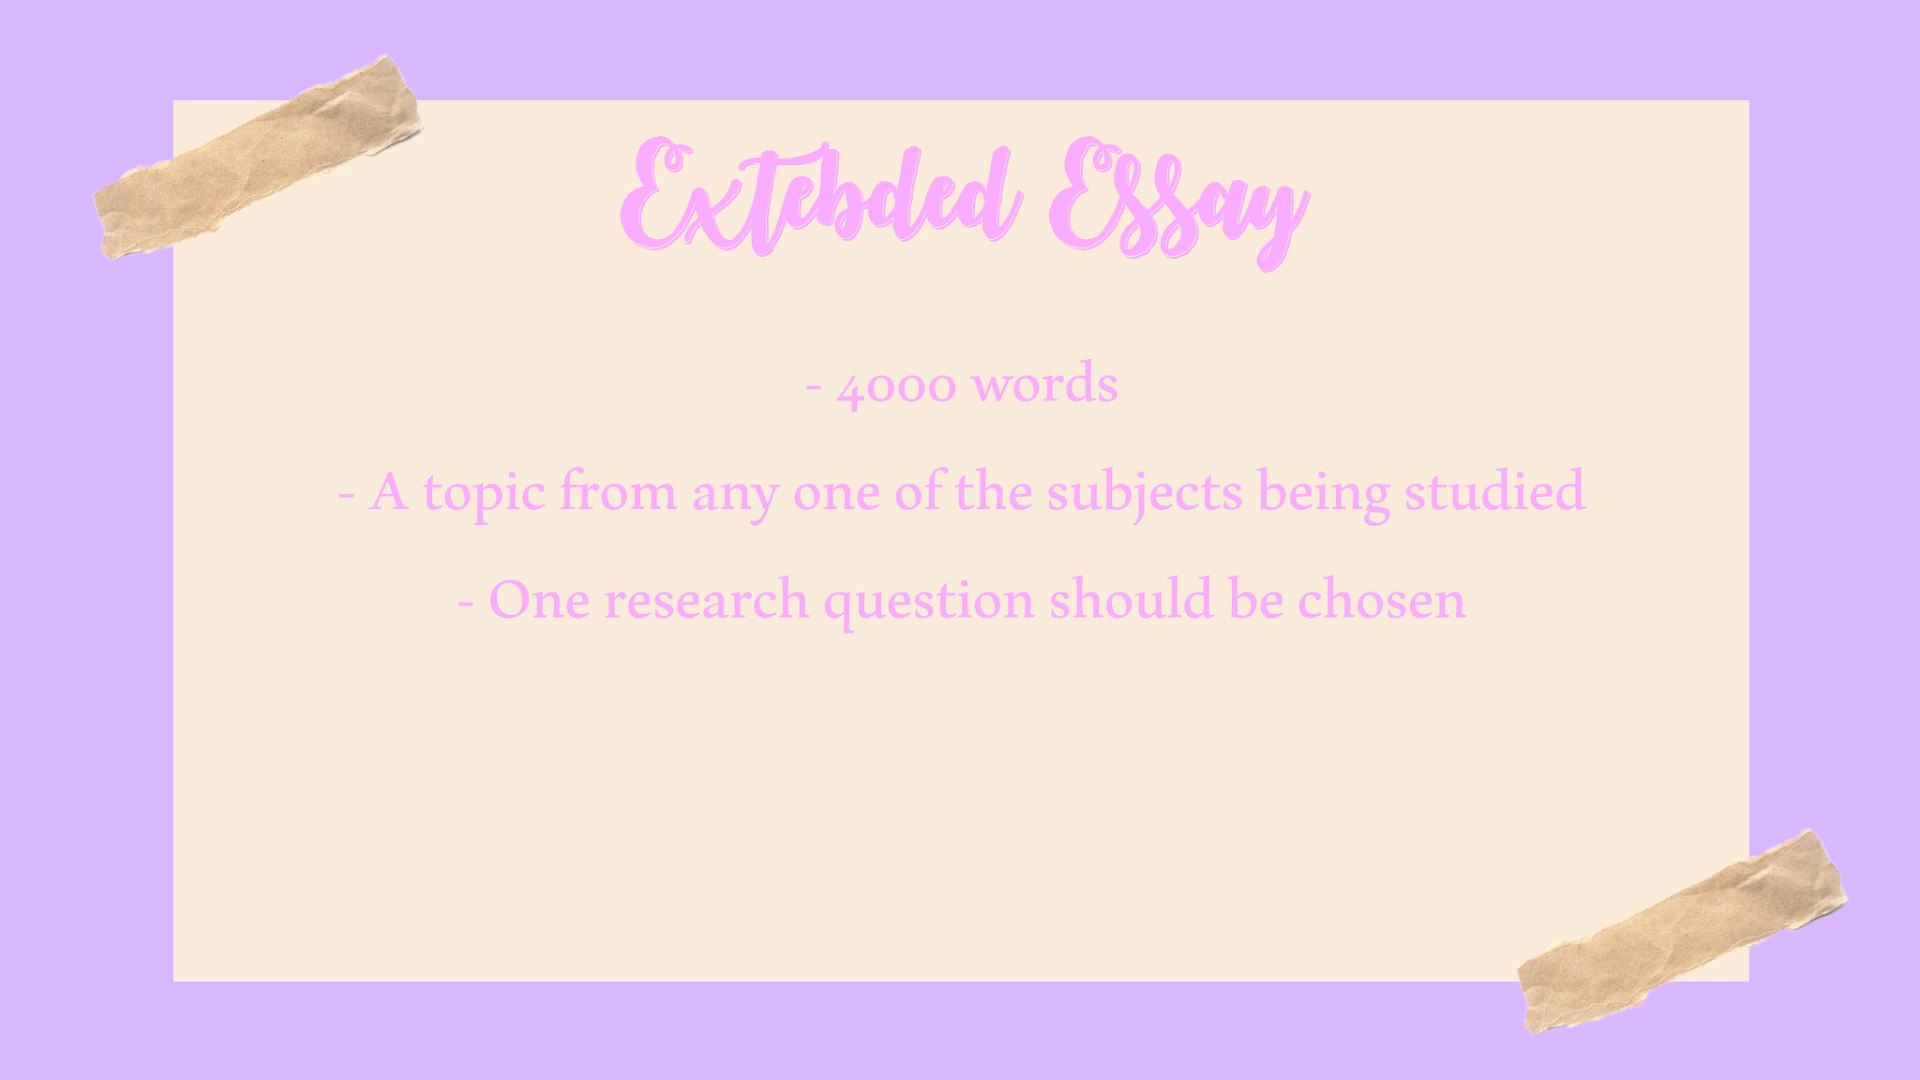 Extebded Essay
- 4000 words
- A topic from any one of the subjects being studied
- One research question should be chosen